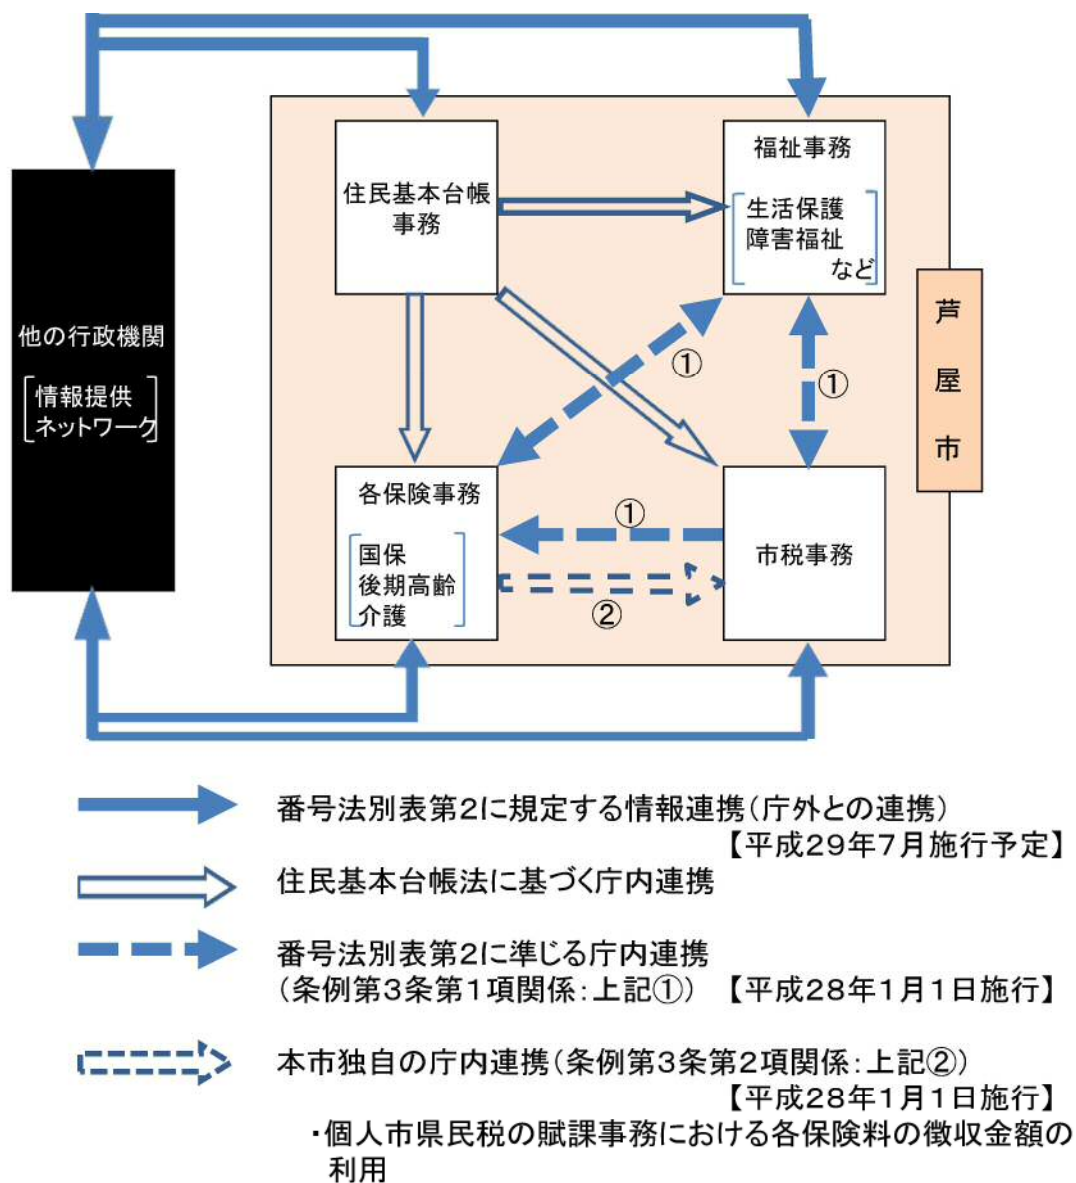 住民基本台帳
事務
福祉事務
生活保護
障害福祉
など
他の行政機関
情報提供
ネットワーク
芦
屋
市
①
①
各保険事務
国保
後期高齢
介護
①
②
市税事務
番号法別表第２に規定する情報連携（庁外との連携）
【平成２９年７月施行予定】
住民基本台帳法に基づく庁内連携
番号法別表第２に準じる庁内連携
（条例第３条第１項関係：上記①） 【平成２８年１月１日施行】
本市独自の庁内連携（条例第３条第２項関係：上記②）
【平成２８年１月１日施行】
・個人市県民税の賦課事務における各保険料の徴収金額の
利用